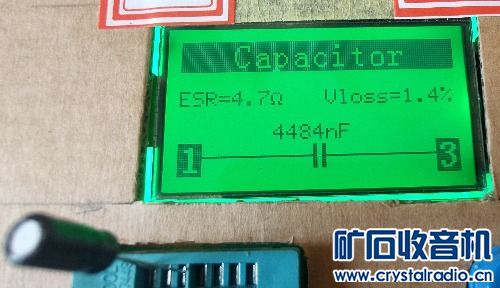 Capacitor
ESR=4.7Ω Vloss=1.4%
4484nF
1 3
矿石收音机
www.crystalradio.cn